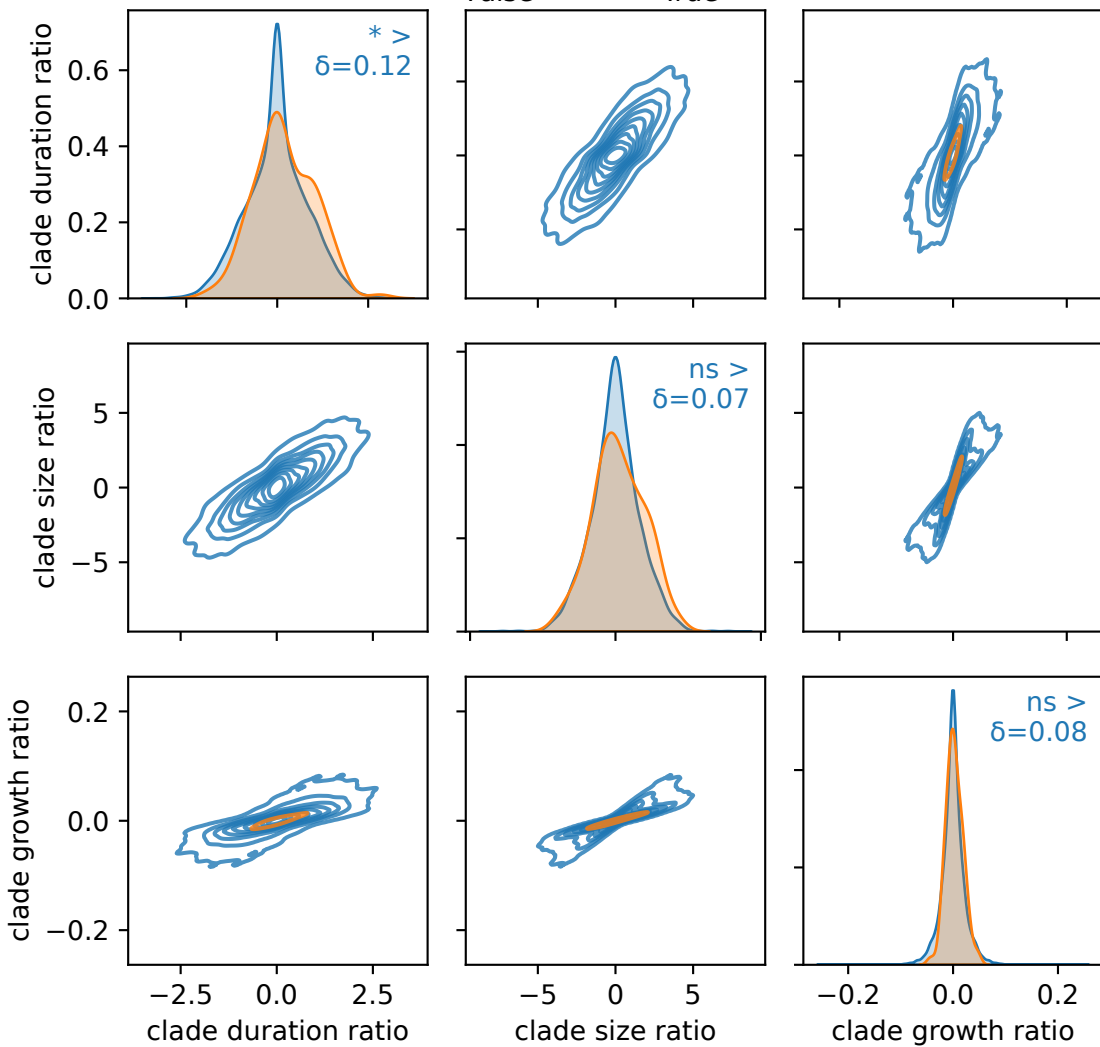 clade duration ratio
0.6
0.4
0.2
0.0
* >
δ=0.12
clade size ratio
5
0
−5
ns >
δ=0.07
clade growth ratio
0.2
0.0
−0.2
ns >
δ=0.08
−2.5 0.0 2.5
−5 0 5
−0.2 0.0 0.2
clade duration ratio
clade size ratio
clade growth ratio